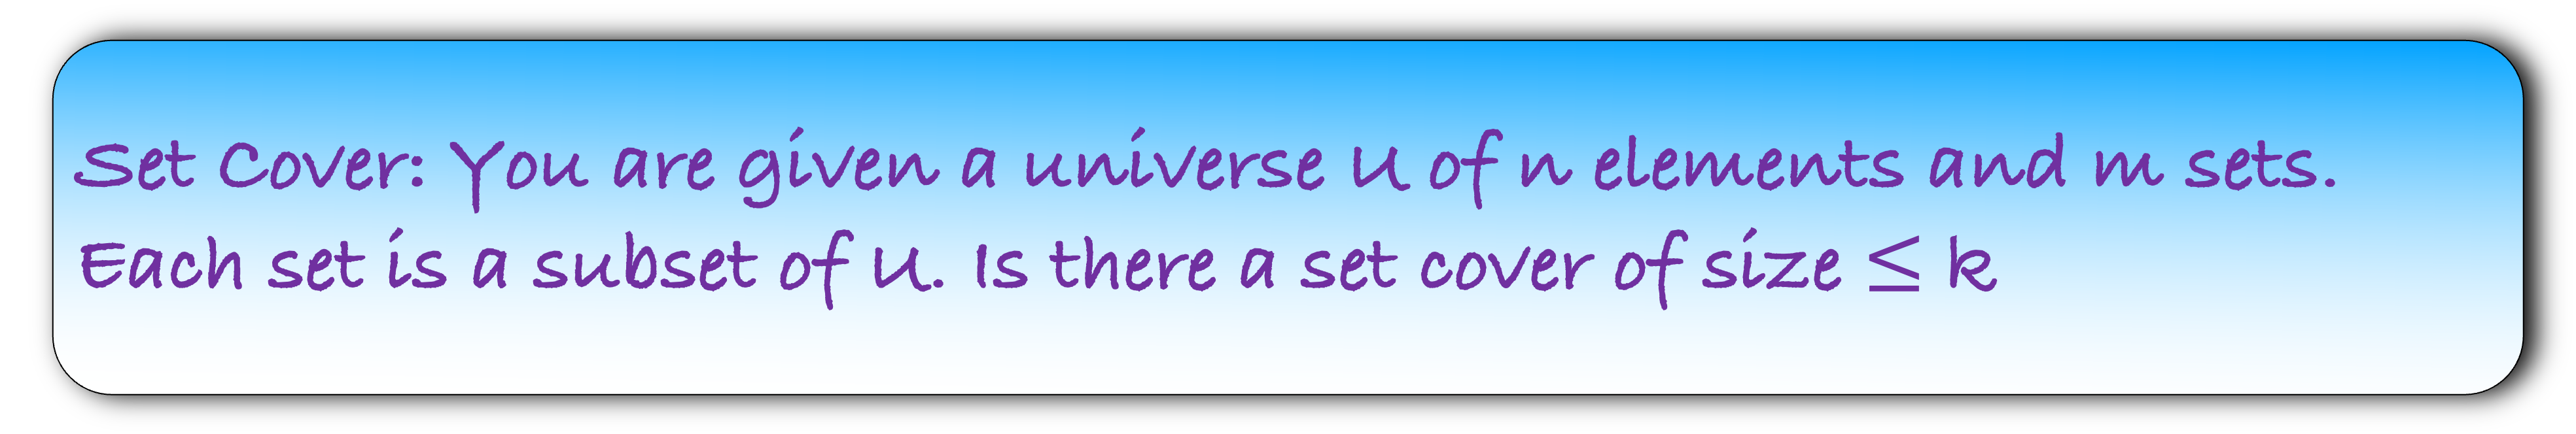 Set Cover: You are given a universe U of n elements and m sets.
Each set is a subset of U. Is there a set cover of size ≤ k